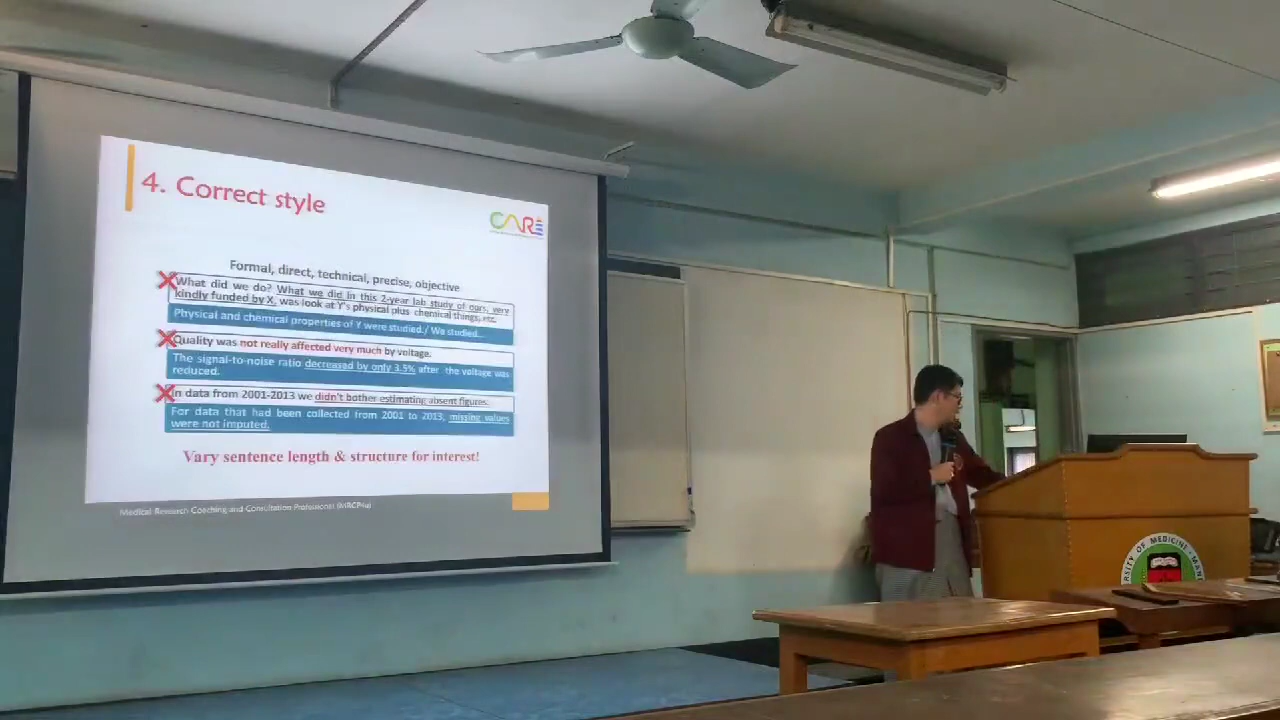 4. Correct style
CARE
Formal, direct, technical, precise, objective
What did we do? What we did in this 2-year lab study of ours, were
kindly funded by X, was look at Y's physical plus chemical things, etc.
Physical and chemical properties of Y were studied./ We studied...
Quality was not really affected very much by voltage.
The signal-to-noise ratio decreased by only 3.5% after the voltage was
reduced.
In data from 2001-2013 we didn't bother estimating absent figures.
For data that had been collected from 2001 to 2013, missing values
were not imputed.
Vary sentence length & structure for interest!
Medical Research Coaching and Consultation Professional
RSITY OF MEDICINE - MAN